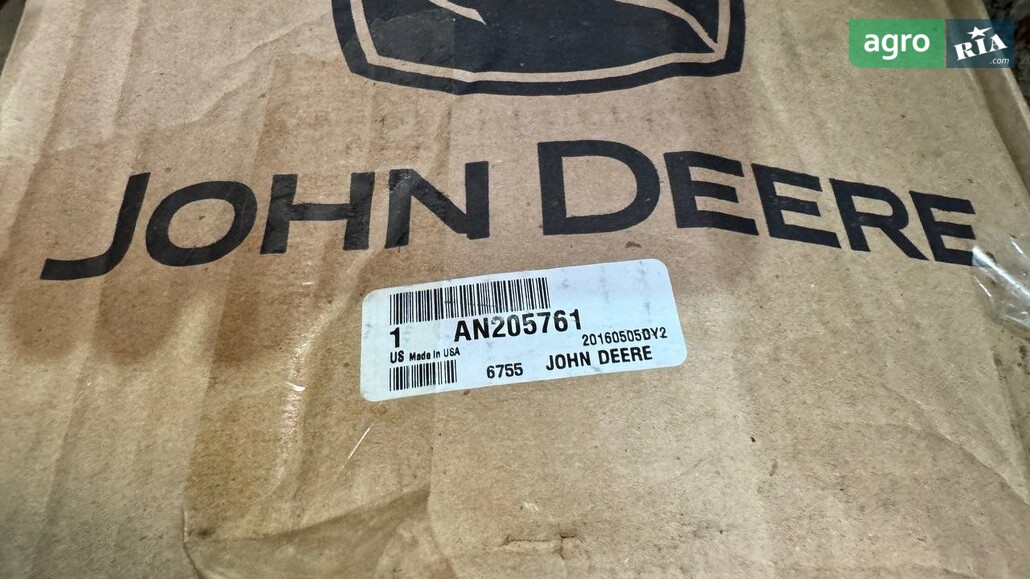 agro RIA.com
JOHN DEERE
1 AN205761
20160505DY2
US Made In USA
6755 JOHN DEERE